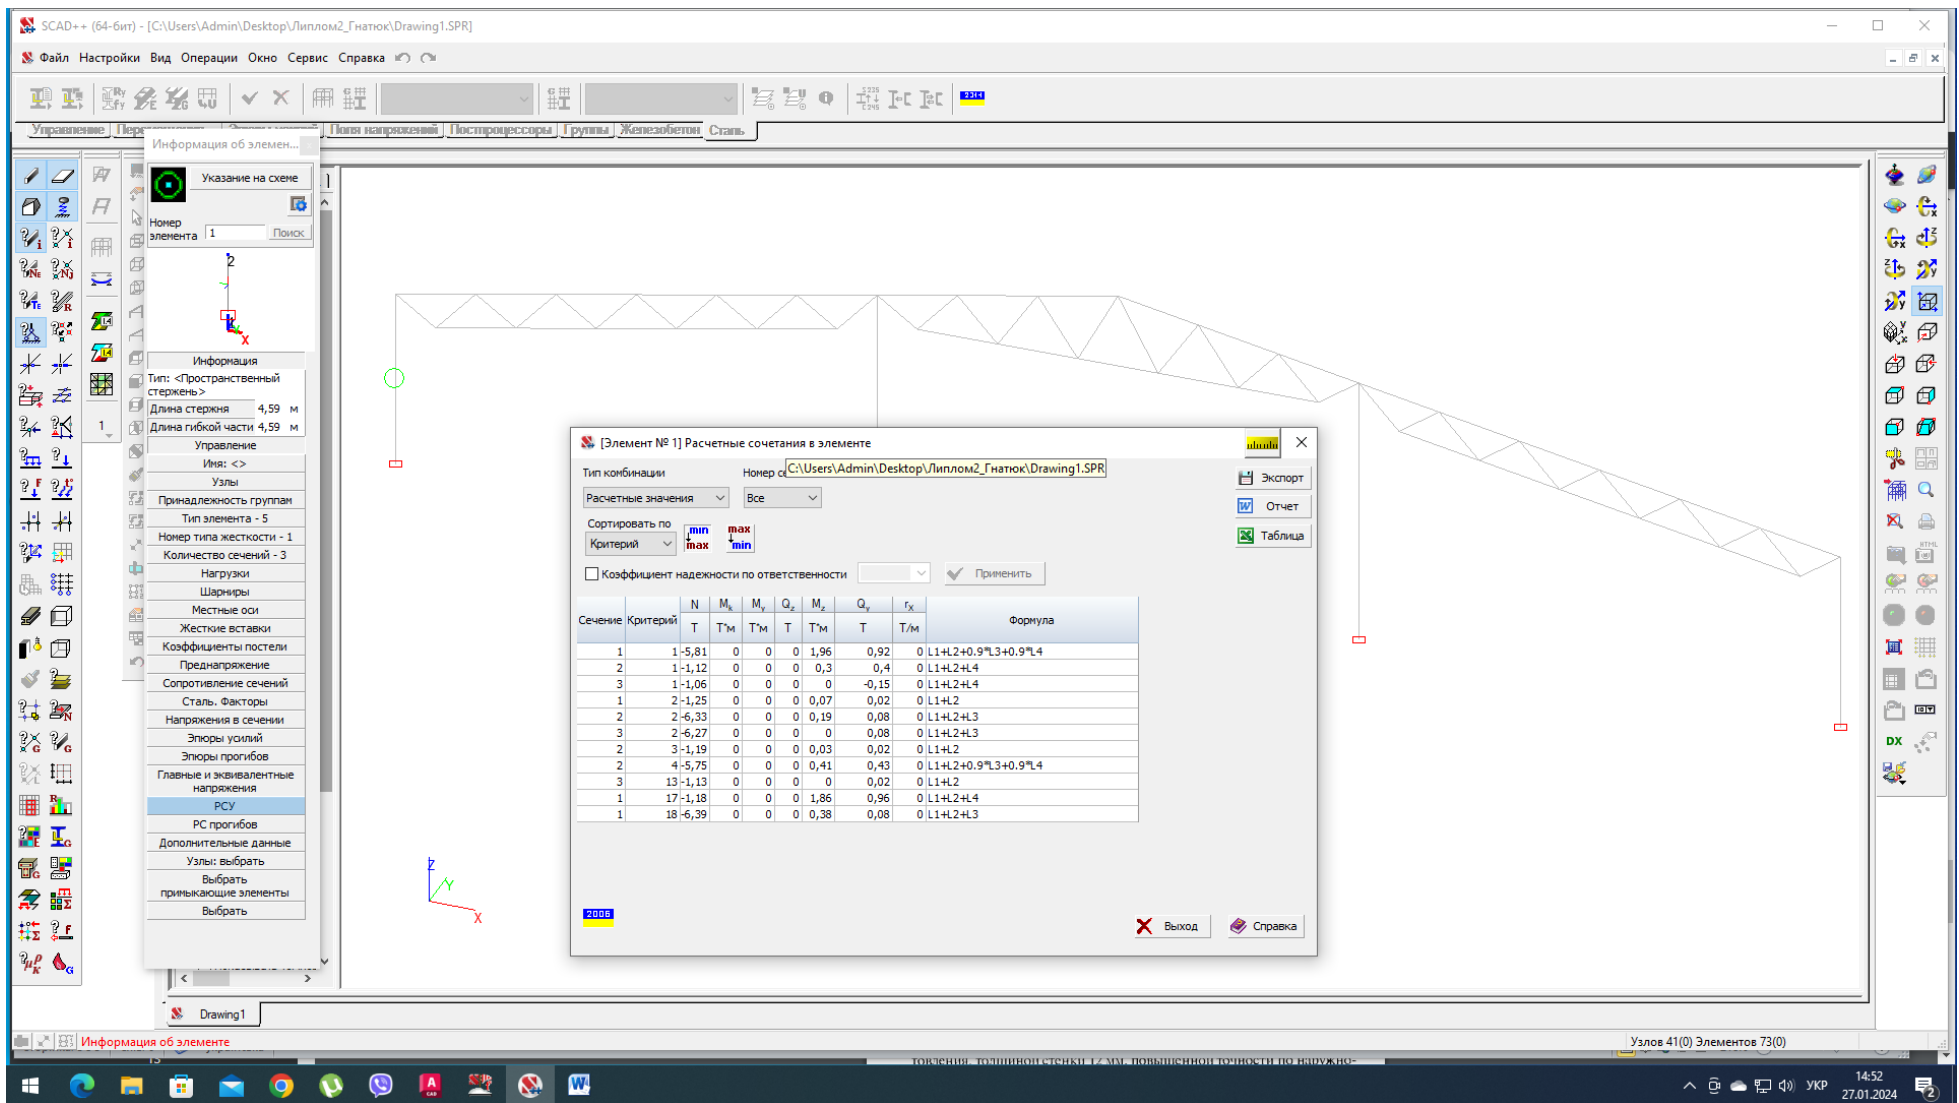 SCAD++ (64-бит) - [C:\Users\Admin\Desktop\Липлом2_Гнатюк\Drawing1.SPR]
Файл Настройки Вид Операции Окно Сервис Справка
Управление
Поля напряжений Постпроцессоры Группы Железобетон Сталь
Информация об элемен...
Указание на схеме
Номер элемента 1 Поиск
2
X
Информация
Тип: <Пространственный
стержень>
Длина стержня 4,59 м
Длина гибкой части 4,59 м
Управление
Имя: <>
Узлы
Принадлежность группам
Тип элемента - 5
Номер типа жесткости - 1
Количество сечений - 3
Нагрузки
Шарниры
Местные оси
Жесткие вставки
Коэффициенты постели
Преднапряжение
Сопротивление сечений
Сталь. Факторы
Напряжения в сечении
Эпюры усилий
Эпюры прогибов
Главные и эквивалентные
напряжения
РСУ
РС прогибов
Дополнительные данные
Узлы: выбрать
Выбрать
примыкающие элементы
Выбрать
Z
Y
X
[Элемент № 1] Расчетные сочетания в элементе
C:\Users\Admin\Desktop\Липлом2_Гнатюк\Drawing1.SPR
Тип комбинации Номер се
Расчетные значения Все
Сортировать по
Критерий min max max min
Экспорт
Отчет
Таблица
Коэффициент надежности по ответственности Применить
Сечение Критерий N Mk My Qz Mz Qy rx Формула
Т Т*м Т*м Т Т*м Т Т/м
1 1 -5,81 0 0 0 1,96 0,92 0 L1+L2+0.9*L3+0.9*L4
2 1 -1,12 0 0 0 0,3 0,4 0 L1+L2+L4
3 1 -1,06 0 0 0 0 -0,15 0 L1+L2+L4
1 2 -1,25 0 0 0 0,07 0,02 0 L1+L2
2 2 -6,33 0 0 0 0,19 0,08 0 L1+L2+L3
3 2 -6,27 0 0 0 0 0,08 0 L1+L2+L3
2 3 -1,19 0 0 0 0,03 0,02 0 L1+L2
2 4 -5,75 0 0 0 0,41 0,43 0 L1+L2+0.9*L3+0.9*L4
3 13 -1,13 0 0 0 0 0,02 0 L1+L2
1 17 -1,18 0 0 0 1,86 0,96 0 L1+L2+L4
1 18 -6,39 0 0 0 0,38 0,08 0 L1+L2+L3
2006
Выход Справка
Drawing1
Информация об элементе
Узлов 41(0) Элементов 73(0)
УКР
14:52
27.01.2024
2